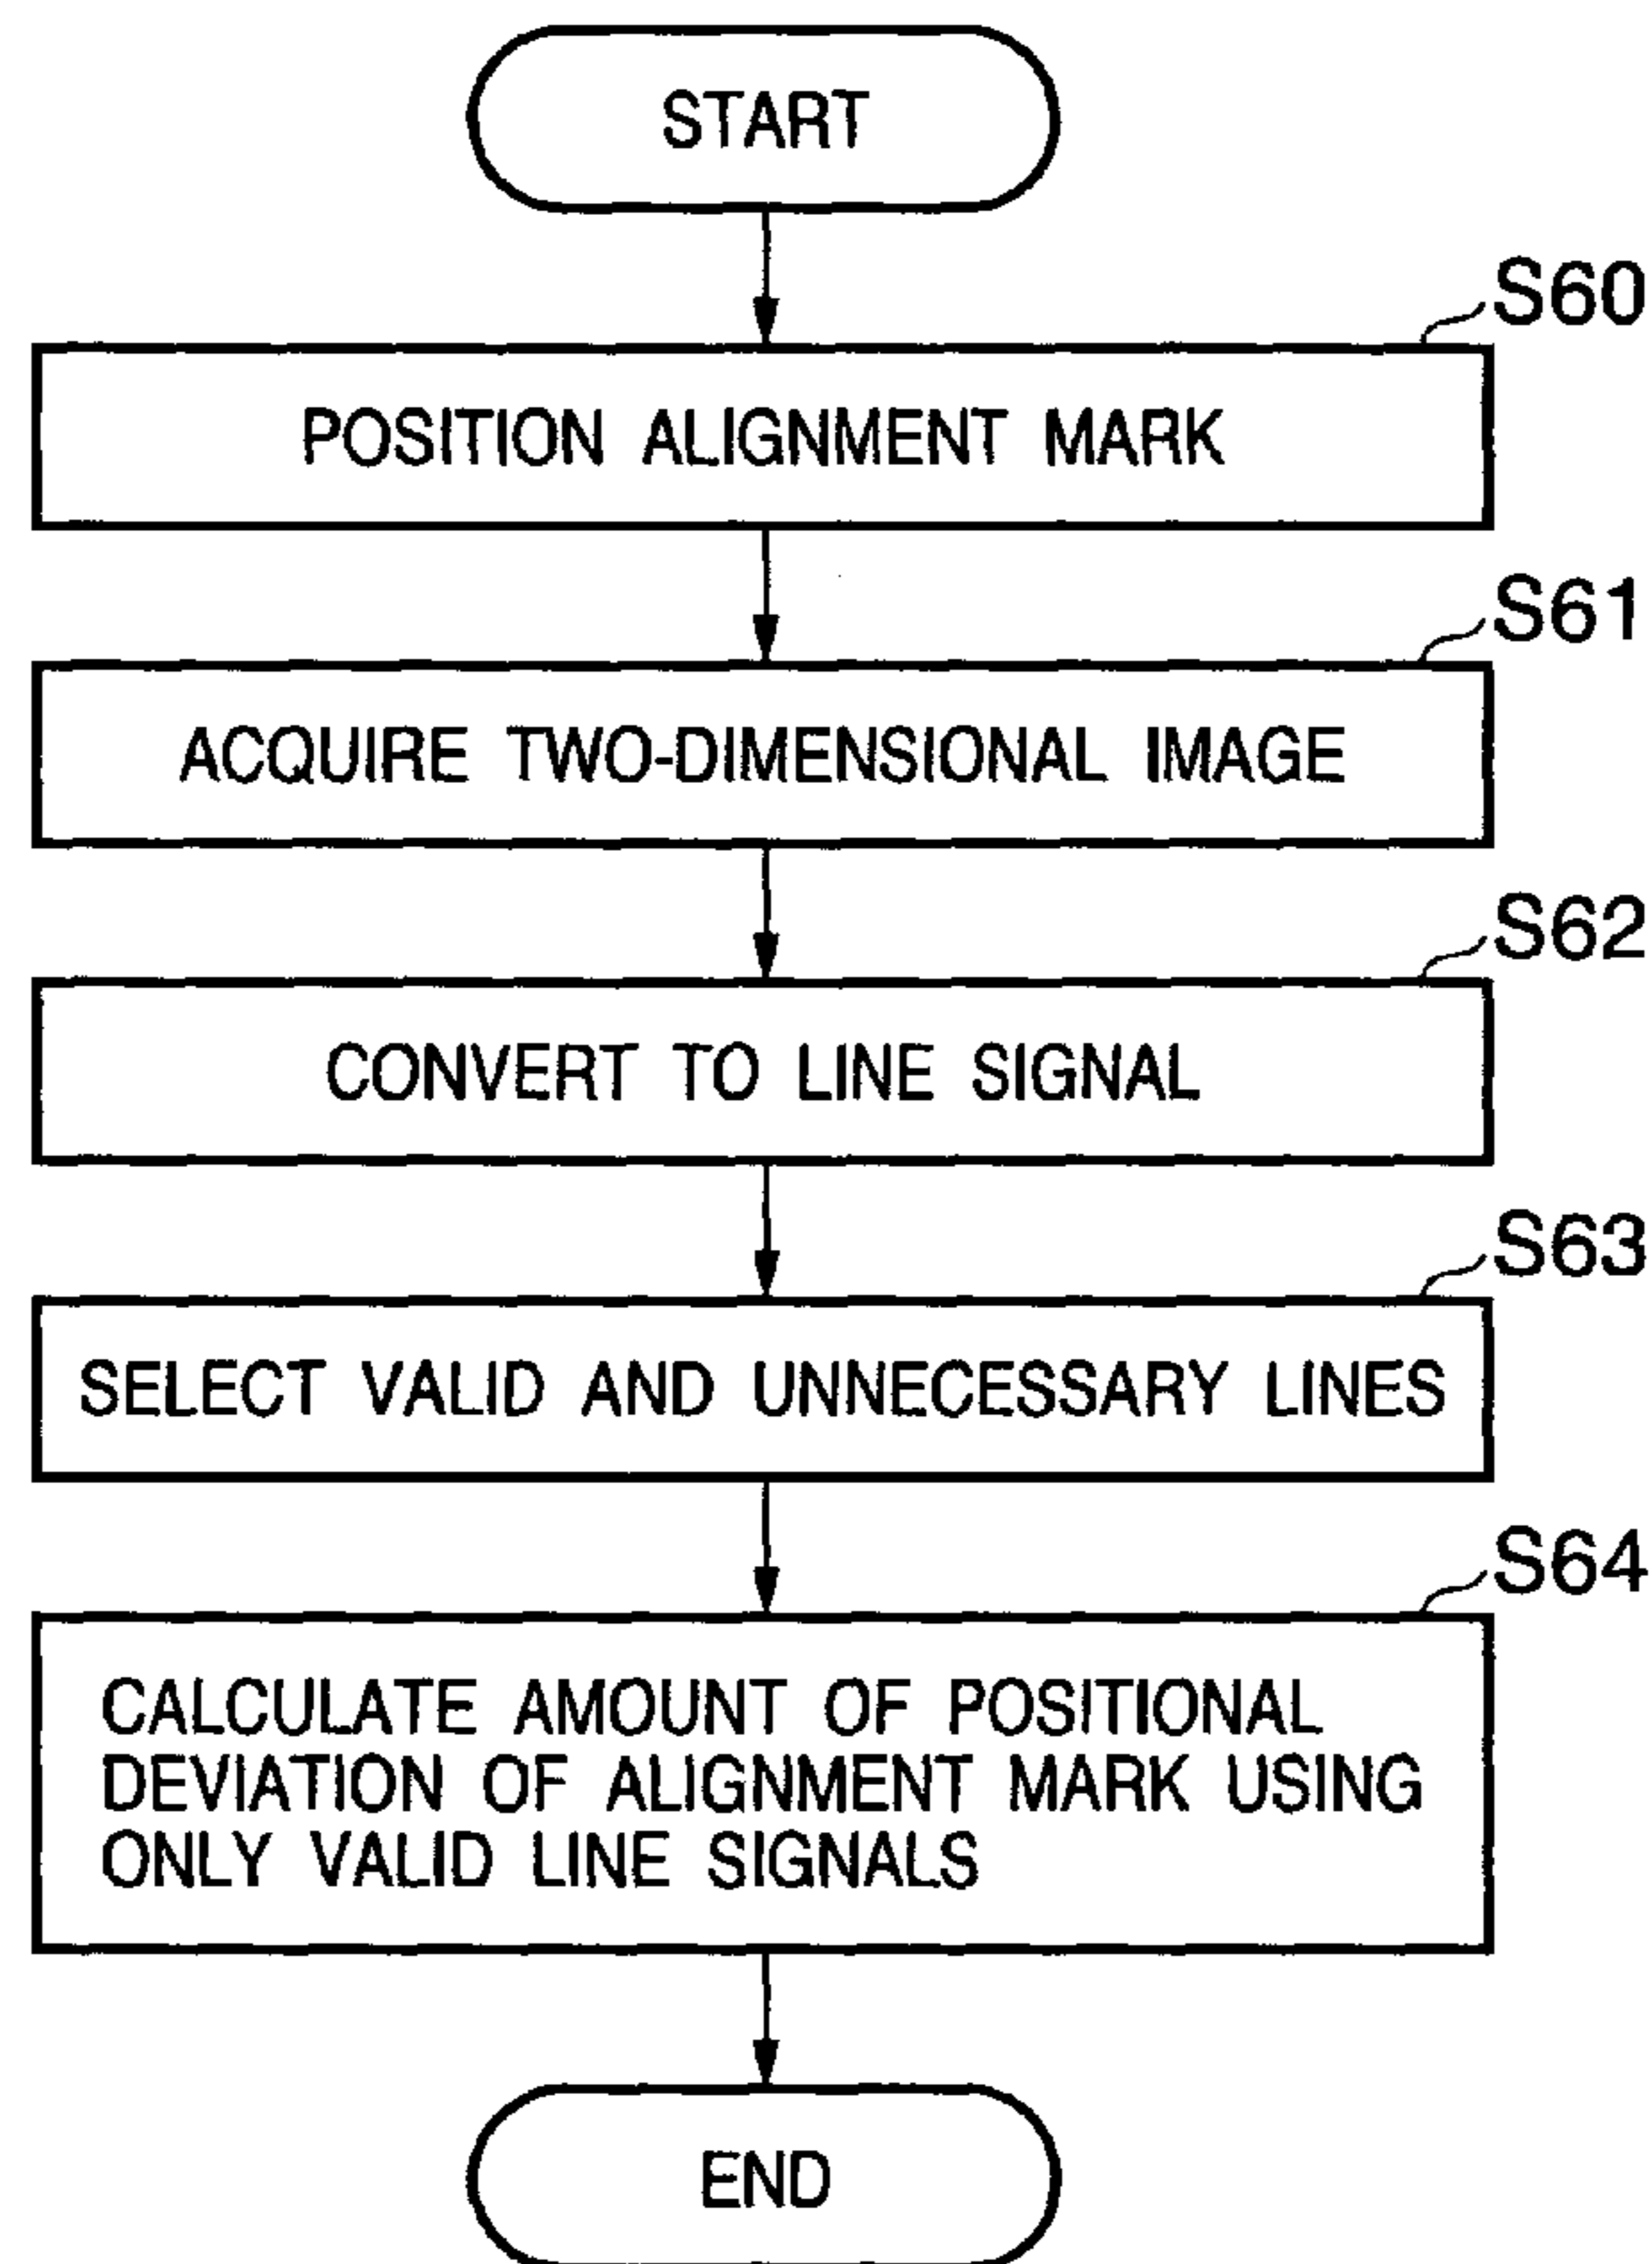 START
S60
POSITION ALIGNMENT MARK
S61
ACQUIRE TWO-DIMENSIONAL IMAGE
S62
CONVERT TO LINE SIGNAL
S63
SELECT VALID AND UNNECESSARY LINES
S64
CALCULATE AMOUNT OF POSITIONAL
DEVIATION OF ALIGNMENT MARK USING
ONLY VALID LINE SIGNALS
END